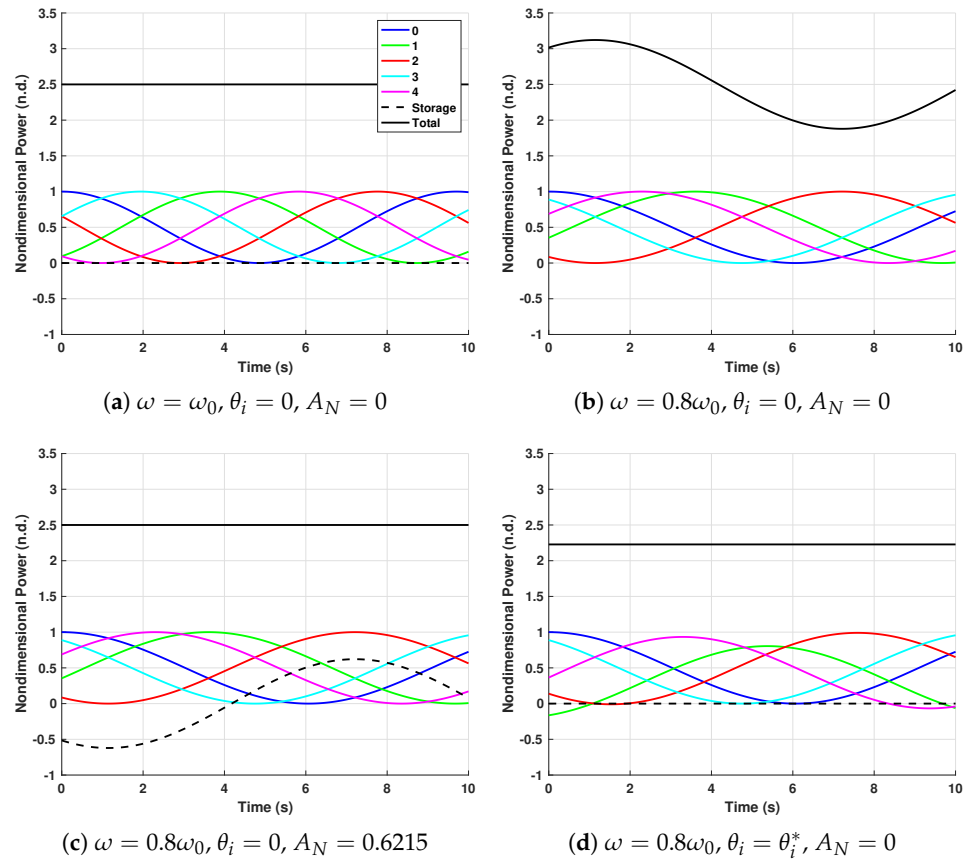 3.5
3
2.5
2
1.5
1
0.5
0
-0.5
-1
Nondimensional Power (n.d.)
0
1
2
3
4
Storage
Total
0 2 4 6 8 10
Time (s)
(a) ω = ω₀, θᵢ = 0, A_N = 0
3.5
3
2.5
2
1.5
1
0.5
0
-0.5
-1
Nondimensional Power (n.d.)
0 2 4 6 8 10
Time (s)
(b) ω = 0.8ω₀, θᵢ = 0, A_N = 0
3.5
3
2.5
2
1.5
1
0.5
0
-0.5
-1
Nondimensional Power (n.d.)
0 2 4 6 8 10
Time (s)
(c) ω = 0.8ω₀, θᵢ = 0, A_N = 0.6215
3.5
3
2.5
2
1.5
1
0.5
0
-0.5
-1
Nondimensional Power (n.d.)
0 2 4 6 8 10
Time (s)
(d) ω = 0.8ω₀, θᵢ = θᵢ*, A_N = 0